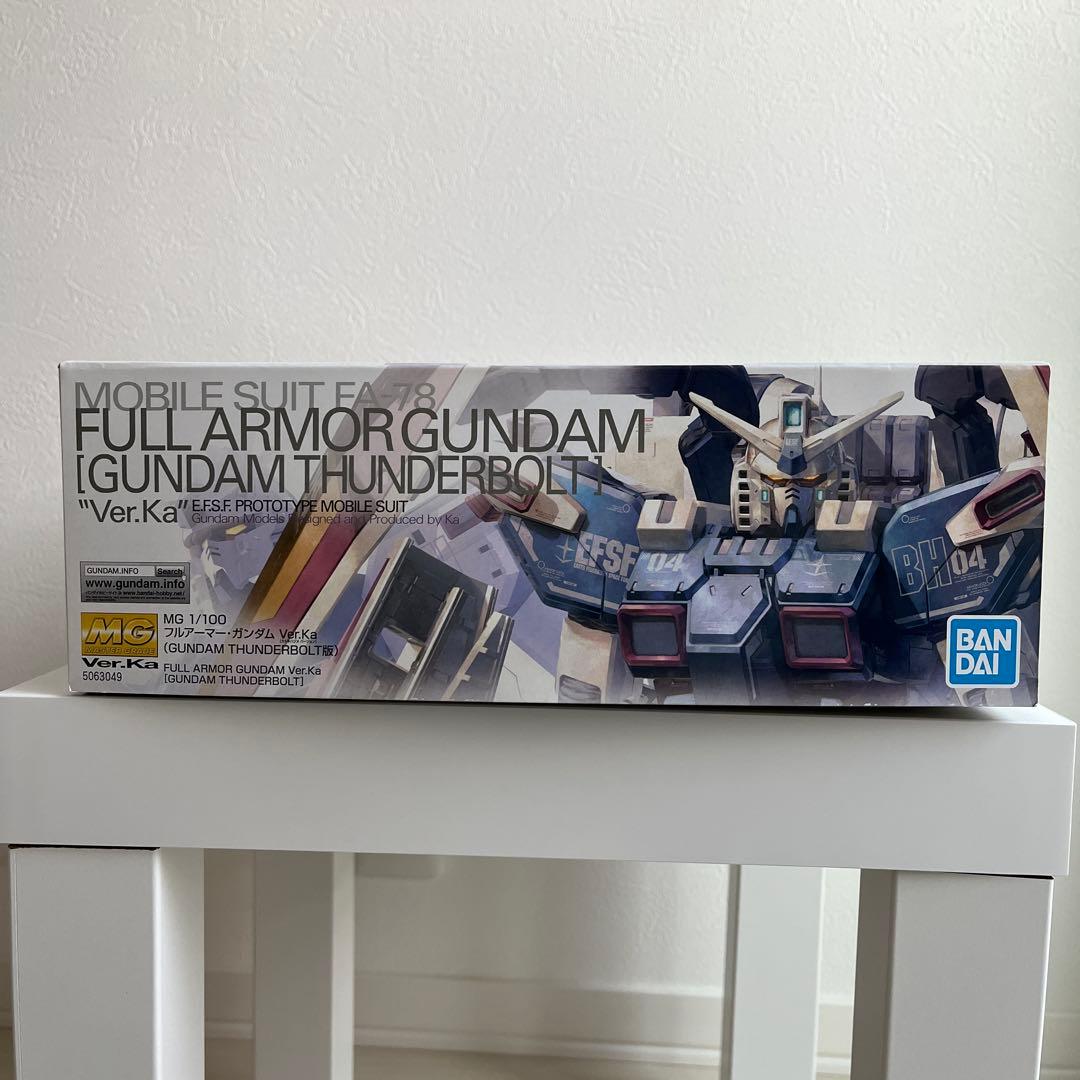 MOBILE SUIT FA-78
FULL ARMOR GUNDAM
[GUNDAM THUNDERBOLT]
"Ver.Ka" E.F.S.F. PROTOTYPE MOBILE SUIT
Gundam Models Designed and Produced by Ka
GUNDAM.INFO Search
www.gundam.info
MG
MASTER GRADE
Ver.Ka
5063049
MG 1/100
フルアーマー・ガンダム Ver.Ka
(GUNDAM THUNDERBOLT版)
FULL ARMOR GUNDAM Ver.Ka
[GUNDAM THUNDERBOLT]
EFSF
04
BH 04
BAN
DAI